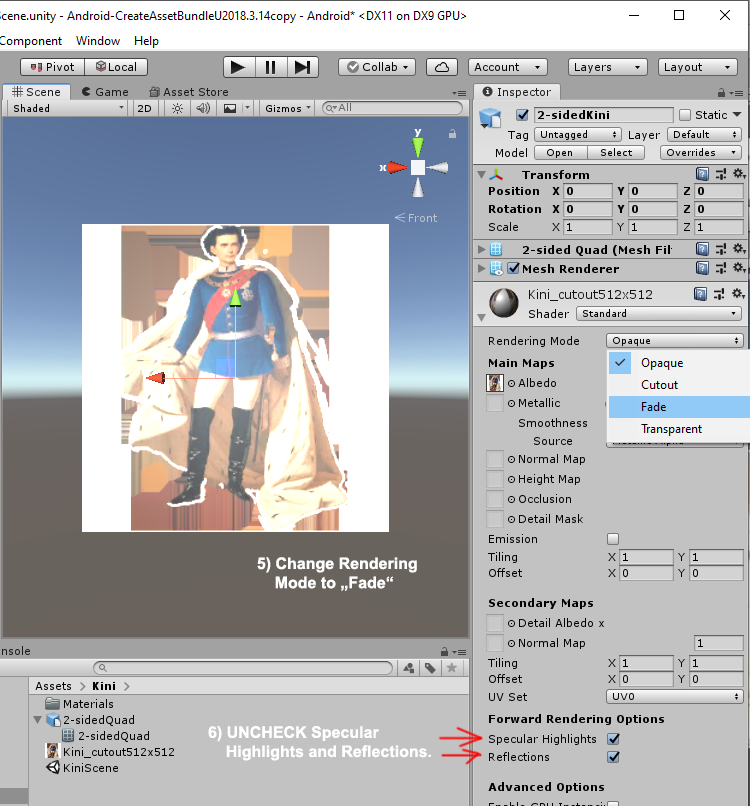 Scene.unity - Android-CreateAssetBundleU2018.3.14copy - Android* <DX11 on DX9 GPU>
Component Window Help
Pivot Local Collab Account Layers Layout
Scene Game Asset Store
Shaded 2D Gizmos All
y
x
Front
Inspector
2-sidedKini Static
Tag Untagged Layer Default
Model Open Select Overrides
Transform
Position X 0 Y 0 Z 0
Rotation X 0 Y 0 Z 0
Scale X 1 Y 1 Z 1
2-sided Quad (Mesh Fil
Mesh Renderer
Kini_cutout512x512
Shader Standard
Rendering Mode Opaque
Opaque
Cutout
Fade
Transparent
Main Maps
Albedo
Metallic
Smoothness
Source
Normal Map
Height Map
Occlusion
Detail Mask
Emission
Tiling X 1 Y 1
Offset X 0 Y 0
Secondary Maps
Detail Albedo x
Normal Map 1
Tiling X 1 Y 1
Offset X 0 Y 0
UV Set UV0
Forward Rendering Options
Specular Highlights
Reflections
Advanced Options
5) Change Rendering
Mode to „Fade“
nsole
Assets > Kini >
Materials
2-sidedQuad
2-sidedQuad
Kini_cutout512x512
KiniScene
6) UNCHECK Specular
Highlights and Reflections.